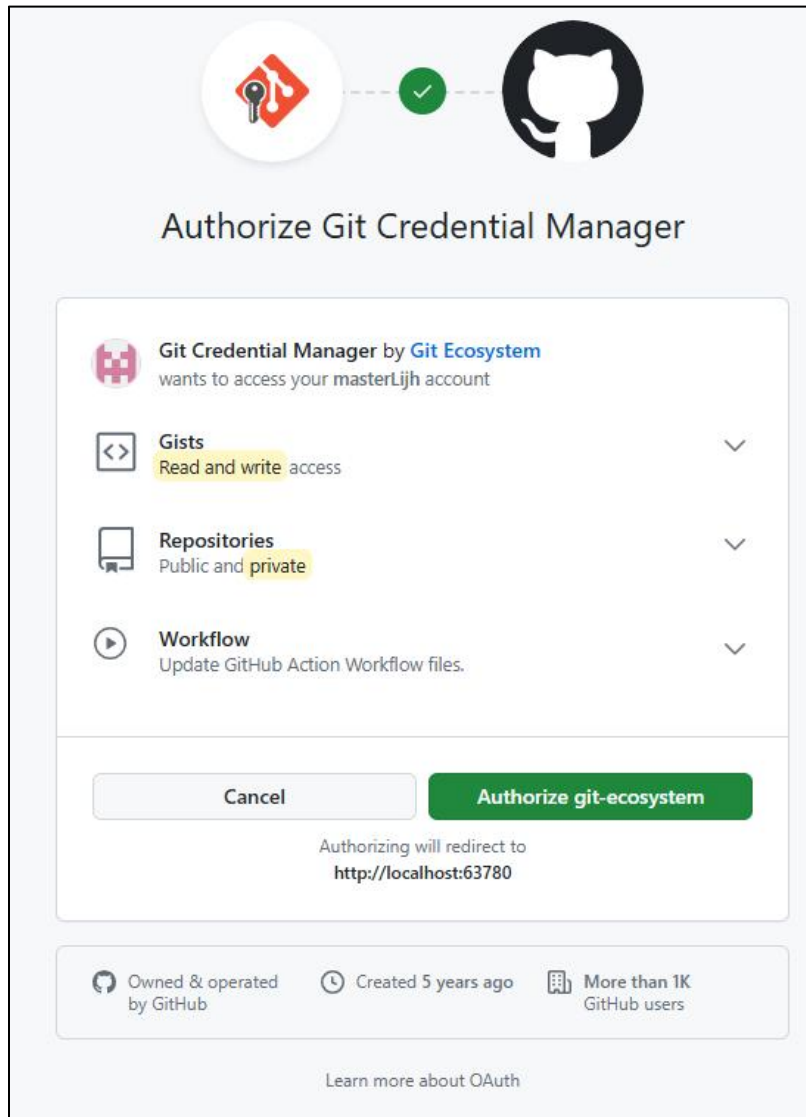 Authorize Git Credential Manager
Git Credential Manager by Git Ecosystem
wants to access your masterLijh account
Gists
Read and write access
Repositories
Public and private
Workflow
Update GitHub Action Workflow files.
Cancel
Authorize git-ecosystem
Authorizing will redirect to
http://localhost:63780
Owned & operated
by GitHub
Created 5 years ago
More than 1K
GitHub users
Learn more about OAuth